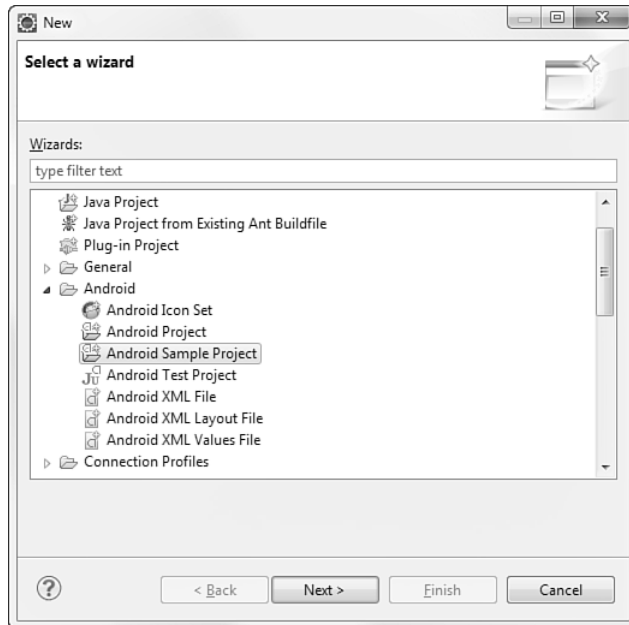 New
Select a wizard
Wizards:
type filter text
Java Project
Java Project from Existing Ant Buildfile
Plug-in Project
General
Android
Android Icon Set
Android Project
Android Sample Project
Android Test Project
Android XML File
Android XML Layout File
Android XML Values File
Connection Profiles
? < Back Next > Finish Cancel